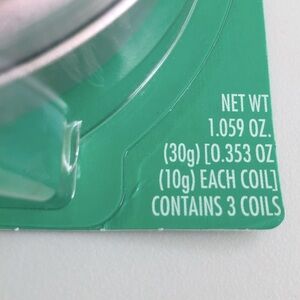 NET WT
1.059 OZ.
(30g) [0.353 OZ
(10g) EACH COIL]
CONTAINS 3 COILS